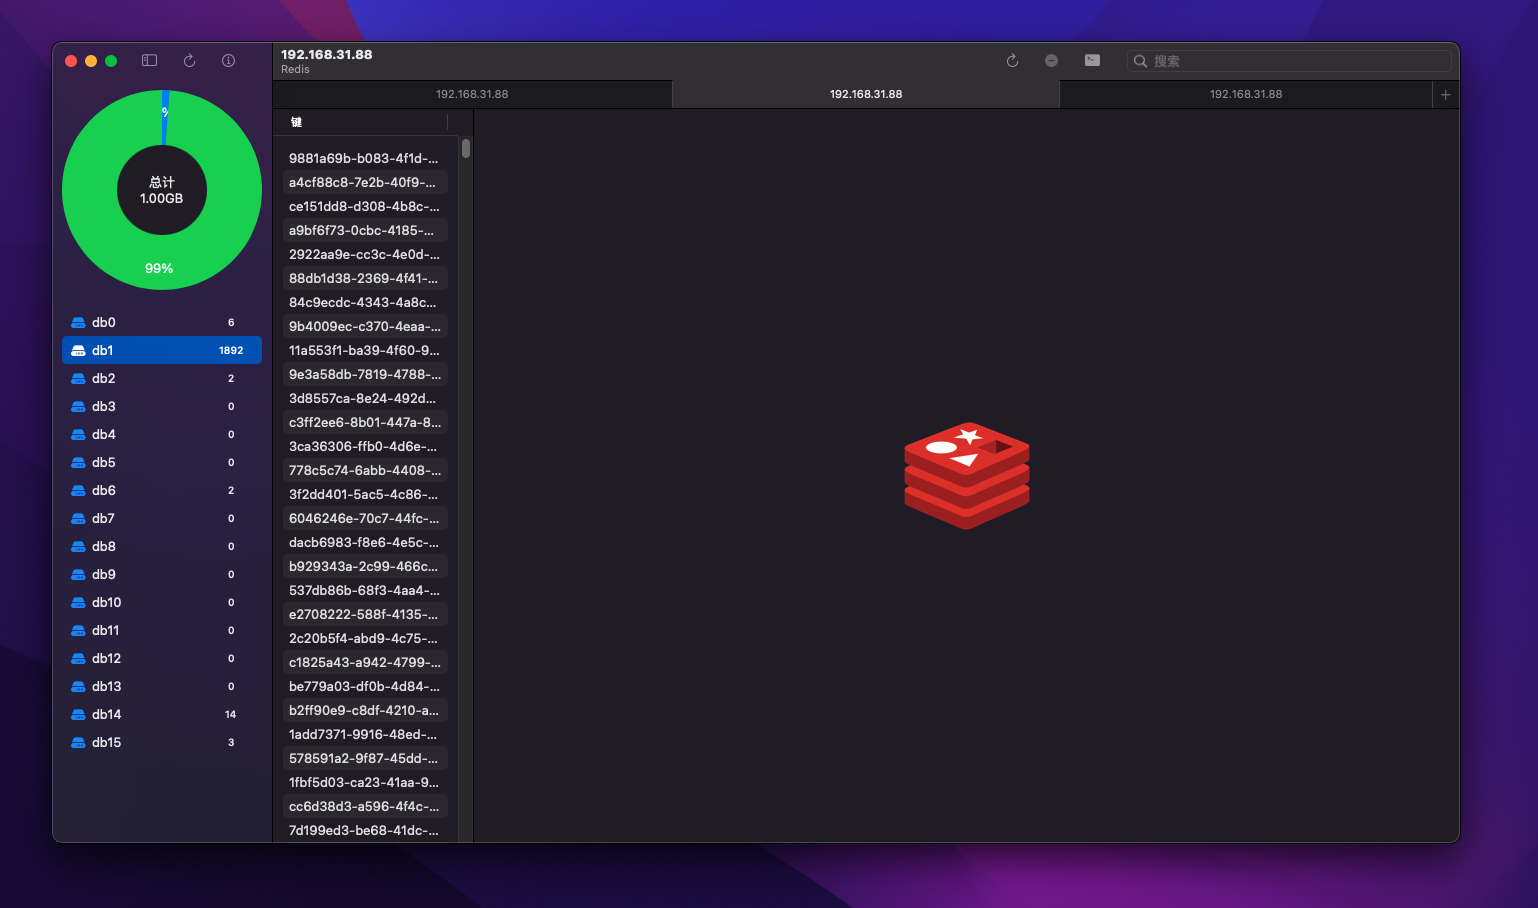 192.168.31.88
Redis
搜索
192.168.31.88
192.168.31.88
192.168.31.88
%
总计
1.00GB
99%
db0 6
db1 1892
db2 2
db3 0
db4 0
db5 0
db6 2
db7 0
db8 0
db9 0
db10 0
db11 0
db12 0
db13 0
db14 14
db15 3
键
9881a69b-b083-4f1d-...
a4cf88c8-7e2b-40f9-...
ce151dd8-d308-4b8c-...
a9bf6f73-0cbc-4185-...
2922aa9e-cc3c-4e0d-...
88db1d38-2369-4f41-...
84c9ecdc-4343-4a8c...
9b4009ec-c370-4eaa-...
11a553f1-ba39-4f60-9...
9e3a58db-7819-4788-...
3d8557ca-8e24-492d...
c3ff2ee6-8b01-447a-8...
3ca36306-ffb0-4d6e-...
778c5c74-6abb-4408-...
3f2dd401-5ac5-4c86-...
6046246e-70c7-44fc-...
dacb6983-f8e6-4e5c-...
b929343a-2c99-466c...
537db86b-68f3-4aa4-...
e2708222-588f-4135-...
2c20b5f4-abd9-4c75-...
c1825a43-a942-4799-...
be779a03-df0b-4d84-...
b2ff90e9-c8df-4210-a...
1add7371-9916-48ed-...
578591a2-9f87-45dd-...
1fbf5d03-ca23-41aa-9...
cc6d38d3-a596-4f4c-...
7d199ed3-be68-41dc-...